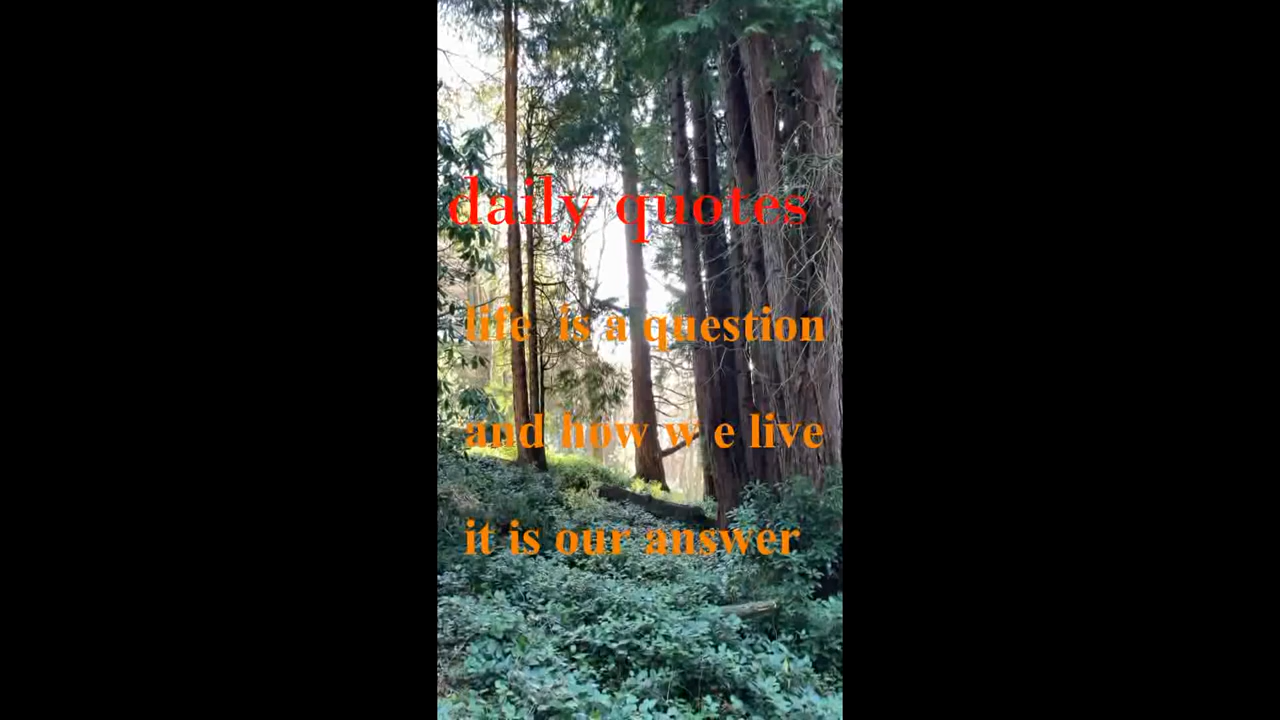 daily quotes
life is a question
and how w e live
it is our answer